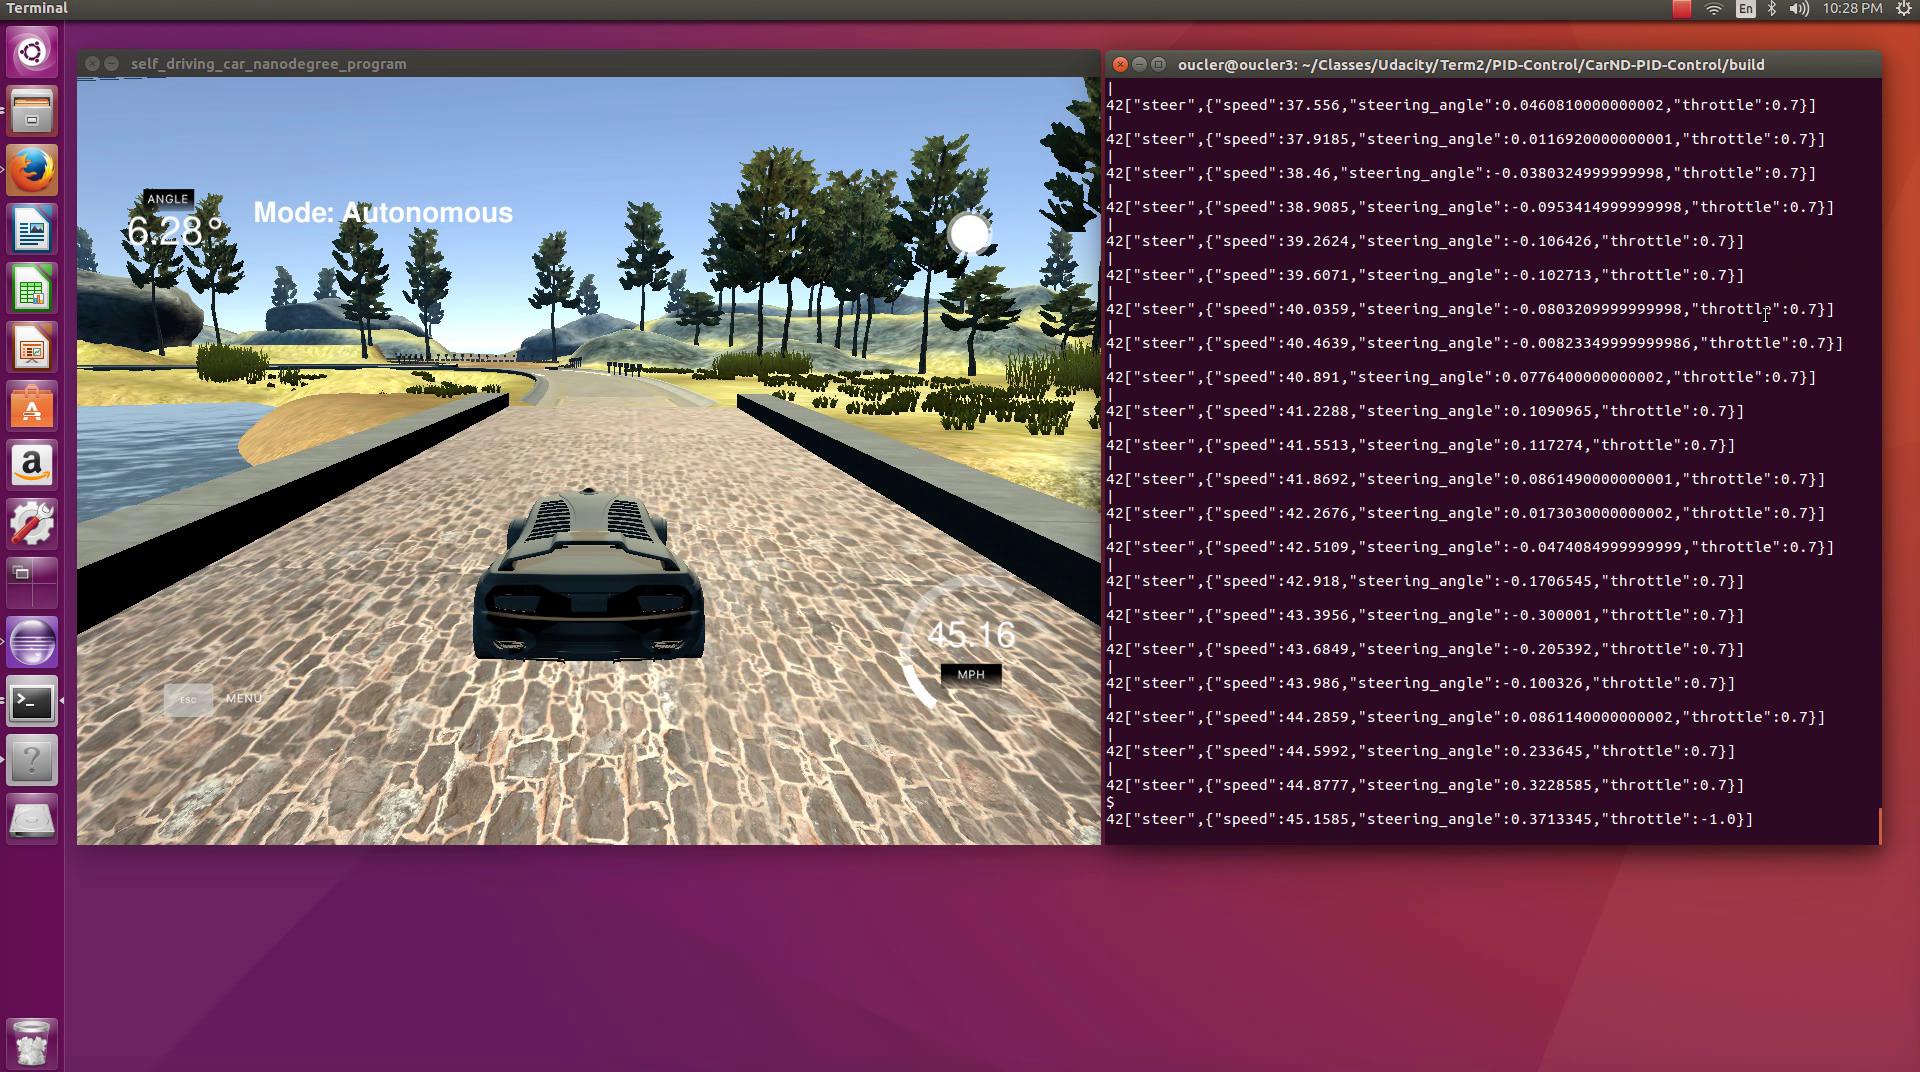 Terminal
En
10:28 PM
self_driving_car_nanodegree_program
ANGLE
6.28°
Mode: Autonomous
45.16
MPH
ESC
MENU
oucler@oucler3: ~/Classes/Udacity/Term2/PID-Control/CarND-PID-Control/build
|
42["steer",{"speed":37.556,"steering_angle":0.0460810000000002,"throttle":0.7}]
|
42["steer",{"speed":37.9185,"steering_angle":0.0116920000000001,"throttle":0.7}]
|
42["steer",{"speed":38.46,"steering_angle":-0.0380324999999998,"throttle":0.7}]
|
42["steer",{"speed":38.9085,"steering_angle":-0.0953414999999998,"throttle":0.7}]
|
42["steer",{"speed":39.2624,"steering_angle":-0.106426,"throttle":0.7}]
|
42["steer",{"speed":39.6071,"steering_angle":-0.102713,"throttle":0.7}]
|
42["steer",{"speed":40.0359,"steering_angle":-0.0803209999999998,"throttle":0.7}]
|
42["steer",{"speed":40.4639,"steering_angle":-0.00823349999999986,"throttle":0.7}]
|
42["steer",{"speed":40.891,"steering_angle":0.0776400000000002,"throttle":0.7}]
|
42["steer",{"speed":41.2288,"steering_angle":0.1090965,"throttle":0.7}]
|
42["steer",{"speed":41.5513,"steering_angle":0.117274,"throttle":0.7}]
|
42["steer",{"speed":41.8692,"steering_angle":0.0861490000000001,"throttle":0.7}]
|
42["steer",{"speed":42.2676,"steering_angle":0.0173030000000002,"throttle":0.7}]
|
42["steer",{"speed":42.5109,"steering_angle":-0.0474084999999999,"throttle":0.7}]
|
42["steer",{"speed":42.918,"steering_angle":-0.1706545,"throttle":0.7}]
|
42["steer",{"speed":43.3956,"steering_angle":-0.300001,"throttle":0.7}]
|
42["steer",{"speed":43.6849,"steering_angle":-0.205392,"throttle":0.7}]
|
42["steer",{"speed":43.986,"steering_angle":-0.100326,"throttle":0.7}]
|
42["steer",{"speed":44.2859,"steering_angle":0.0861140000000002,"throttle":0.7}]
|
42["steer",{"speed":44.5992,"steering_angle":0.233645,"throttle":0.7}]
|
42["steer",{"speed":44.8777,"steering_angle":0.3228585,"throttle":0.7}]
$
42["steer",{"speed":45.1585,"steering_angle":0.3713345,"throttle":-1.0}]